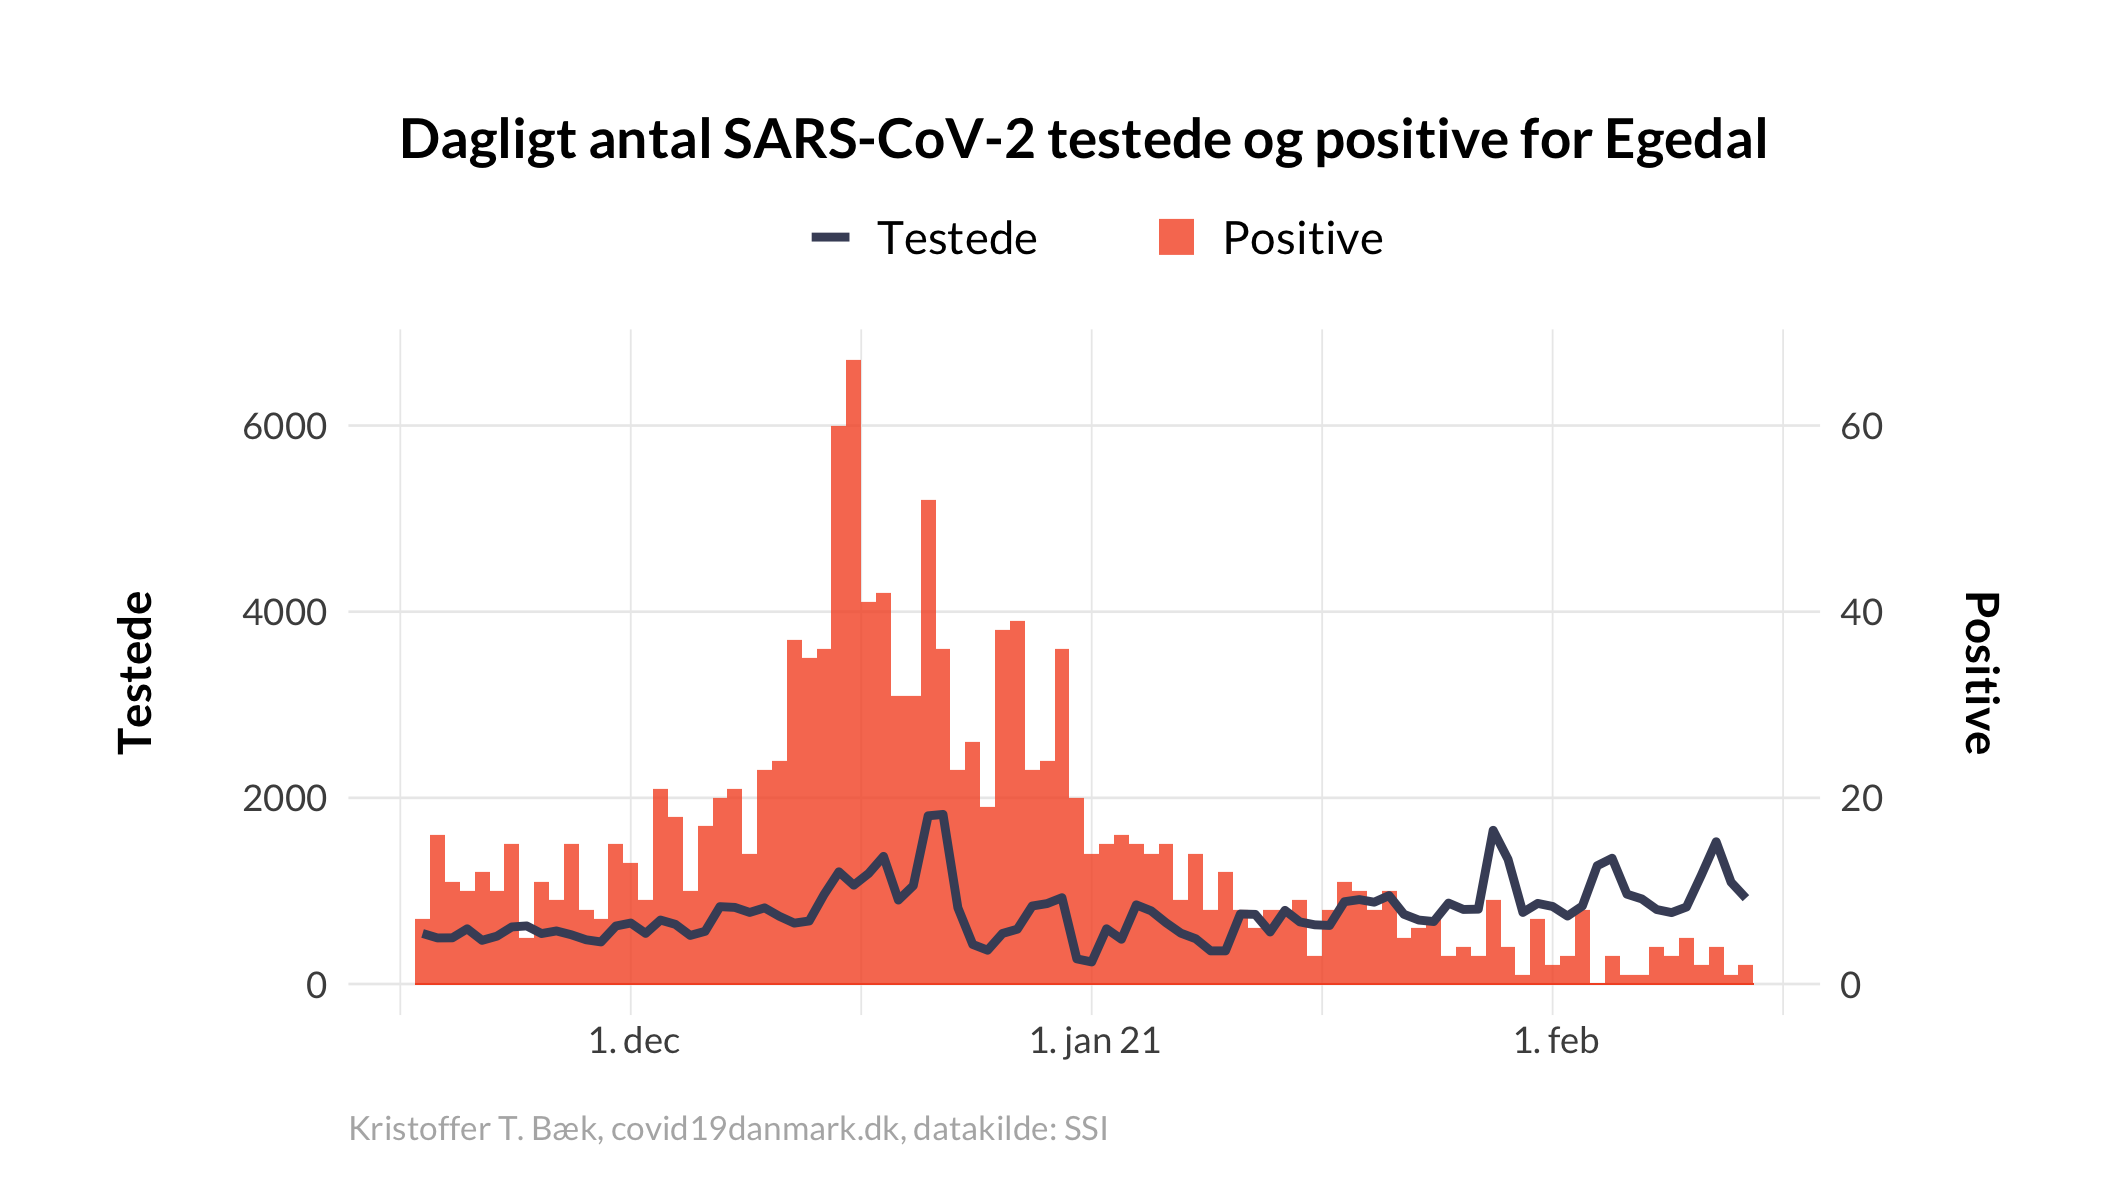 Dagligt antal SARS-CoV-2 testede og positive for Egedal
Testede Positive
6000 60
4000 40
2000 20
0 0
Testede
Positive
1. dec 1. jan 21 1. feb
Kristoffer T. Bæk, covid19danmark.dk, datakilde: SSI